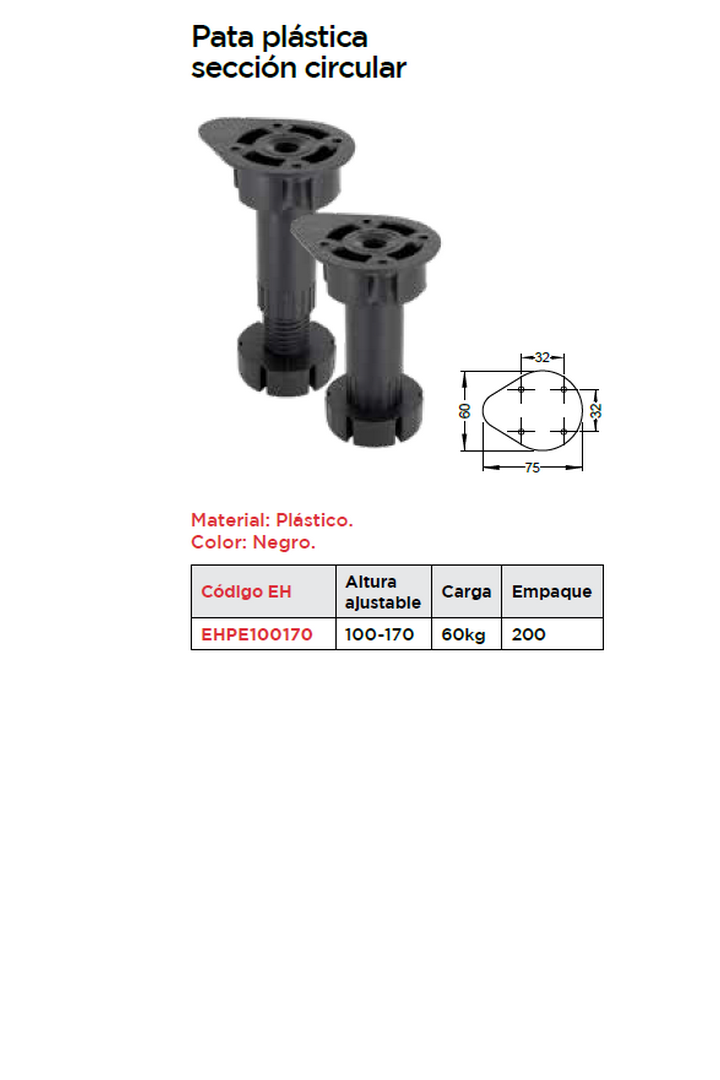 Pata plástica
sección circular
32
60
32
75
Material: Plástico.
Color: Negro.
Código EH
Altura
ajustable
Carga
Empaque
EHPE100170
100-170
60kg
200